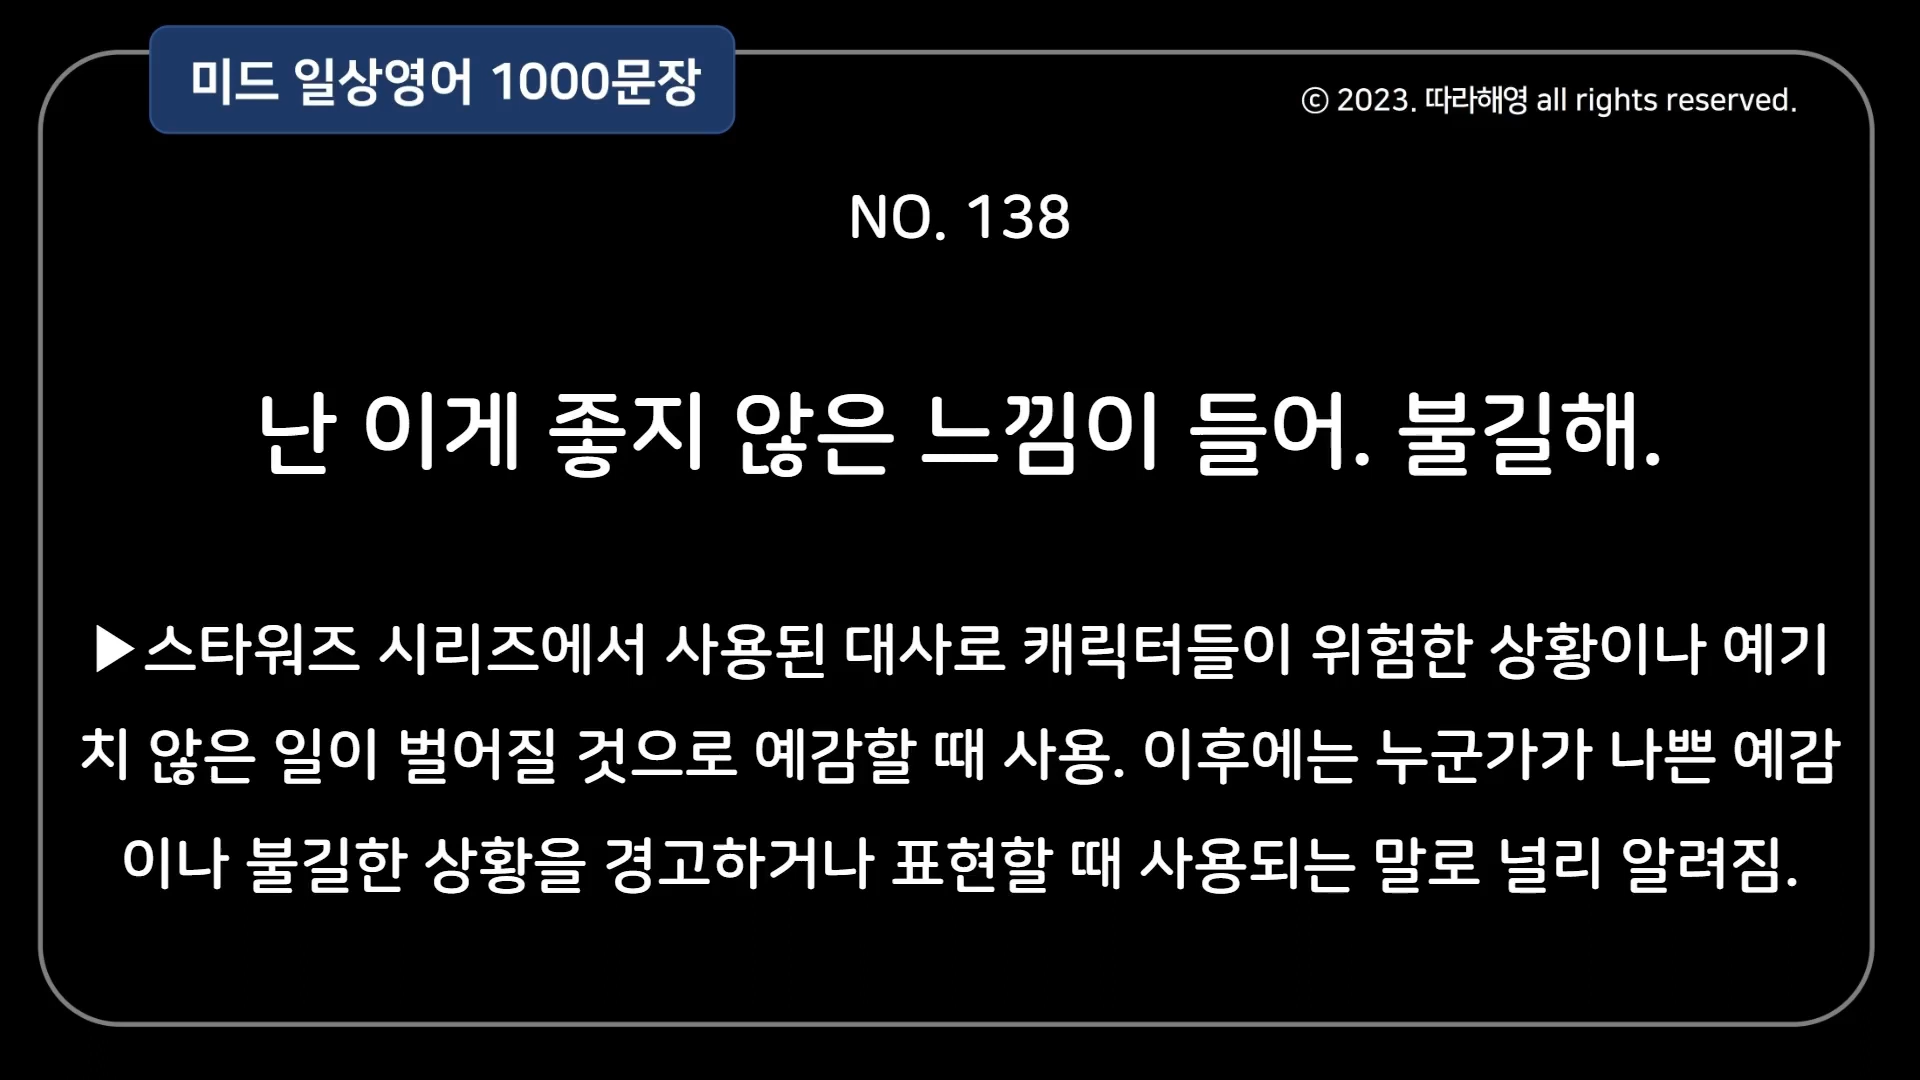 미드 일상영어 1000문장
ⓒ 2023. 따라해영 all rights reserved.
NO. 138
난 이게 좋지 않은 느낌이 들어. 불길해.
▶스타워즈 시리즈에서 사용된 대사로 캐릭터들이 위험한 상황이나 예기
치 않은 일이 벌어질 것으로 예감할 때 사용. 이후에는 누군가가 나쁜 예감
이나 불길한 상황을 경고하거나 표현할 때 사용되는 말로 널리 알려짐.